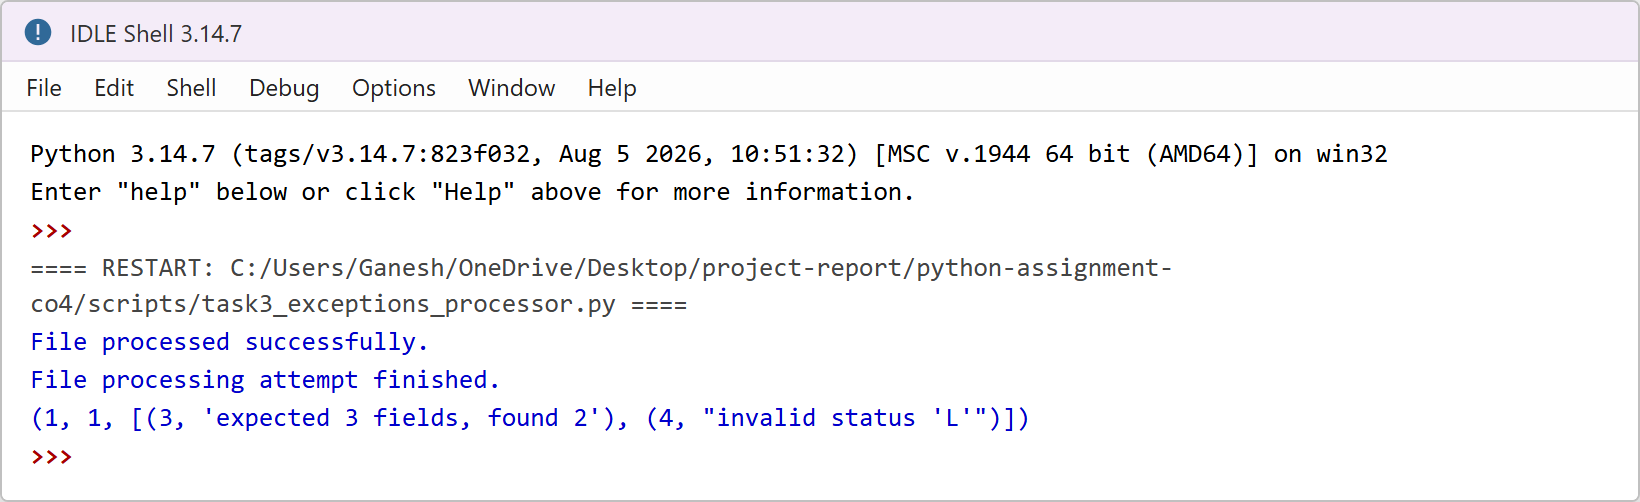 IDLE Shell 3.14.7
File Edit Shell Debug Options Window Help
Python 3.14.7 (tags/v3.14.7:823f032, Aug 5 2026, 10:51:32) [MSC v.1944 64 bit (AMD64)] on win32
Enter "help" below or click "Help" above for more information.
>>>
==== RESTART: C:/Users/Ganesh/OneDrive/Desktop/project-report/python-assignment-
co4/scripts/task3_exceptions_processor.py ====
File processed successfully.
File processing attempt finished.
(1, 1, [(3, 'expected 3 fields, found 2'), (4, "invalid status 'L'")])
>>>